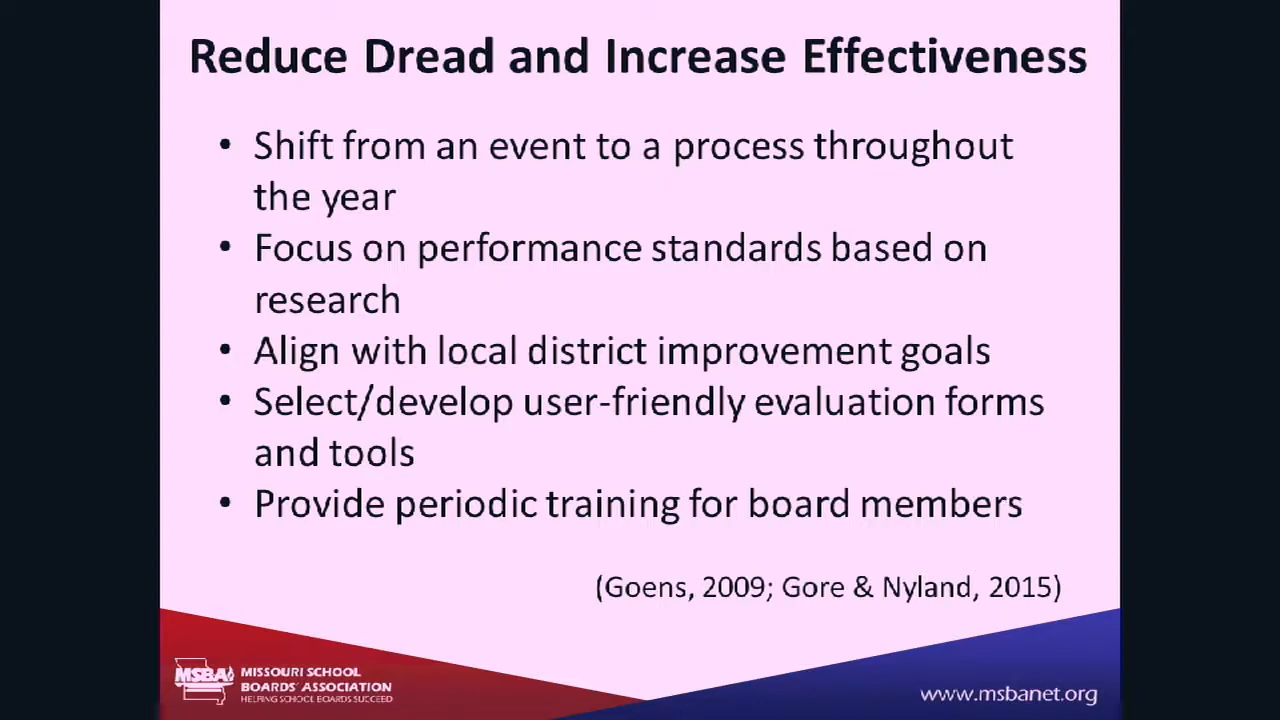 Reduce Dread and Increase Effectiveness
• Shift from an event to a process throughout
the year
• Focus on performance standards based on
research
• Align with local district improvement goals
• Select/develop user-friendly evaluation forms
and tools
• Provide periodic training for board members
(Goens, 2009; Gore & Nyland, 2015)
MSBA
MISSOURI SCHOOL
BOARDS' ASSOCIATION
HELPING SCHOOL BOARDS SUCCEED
www.msbanet.org